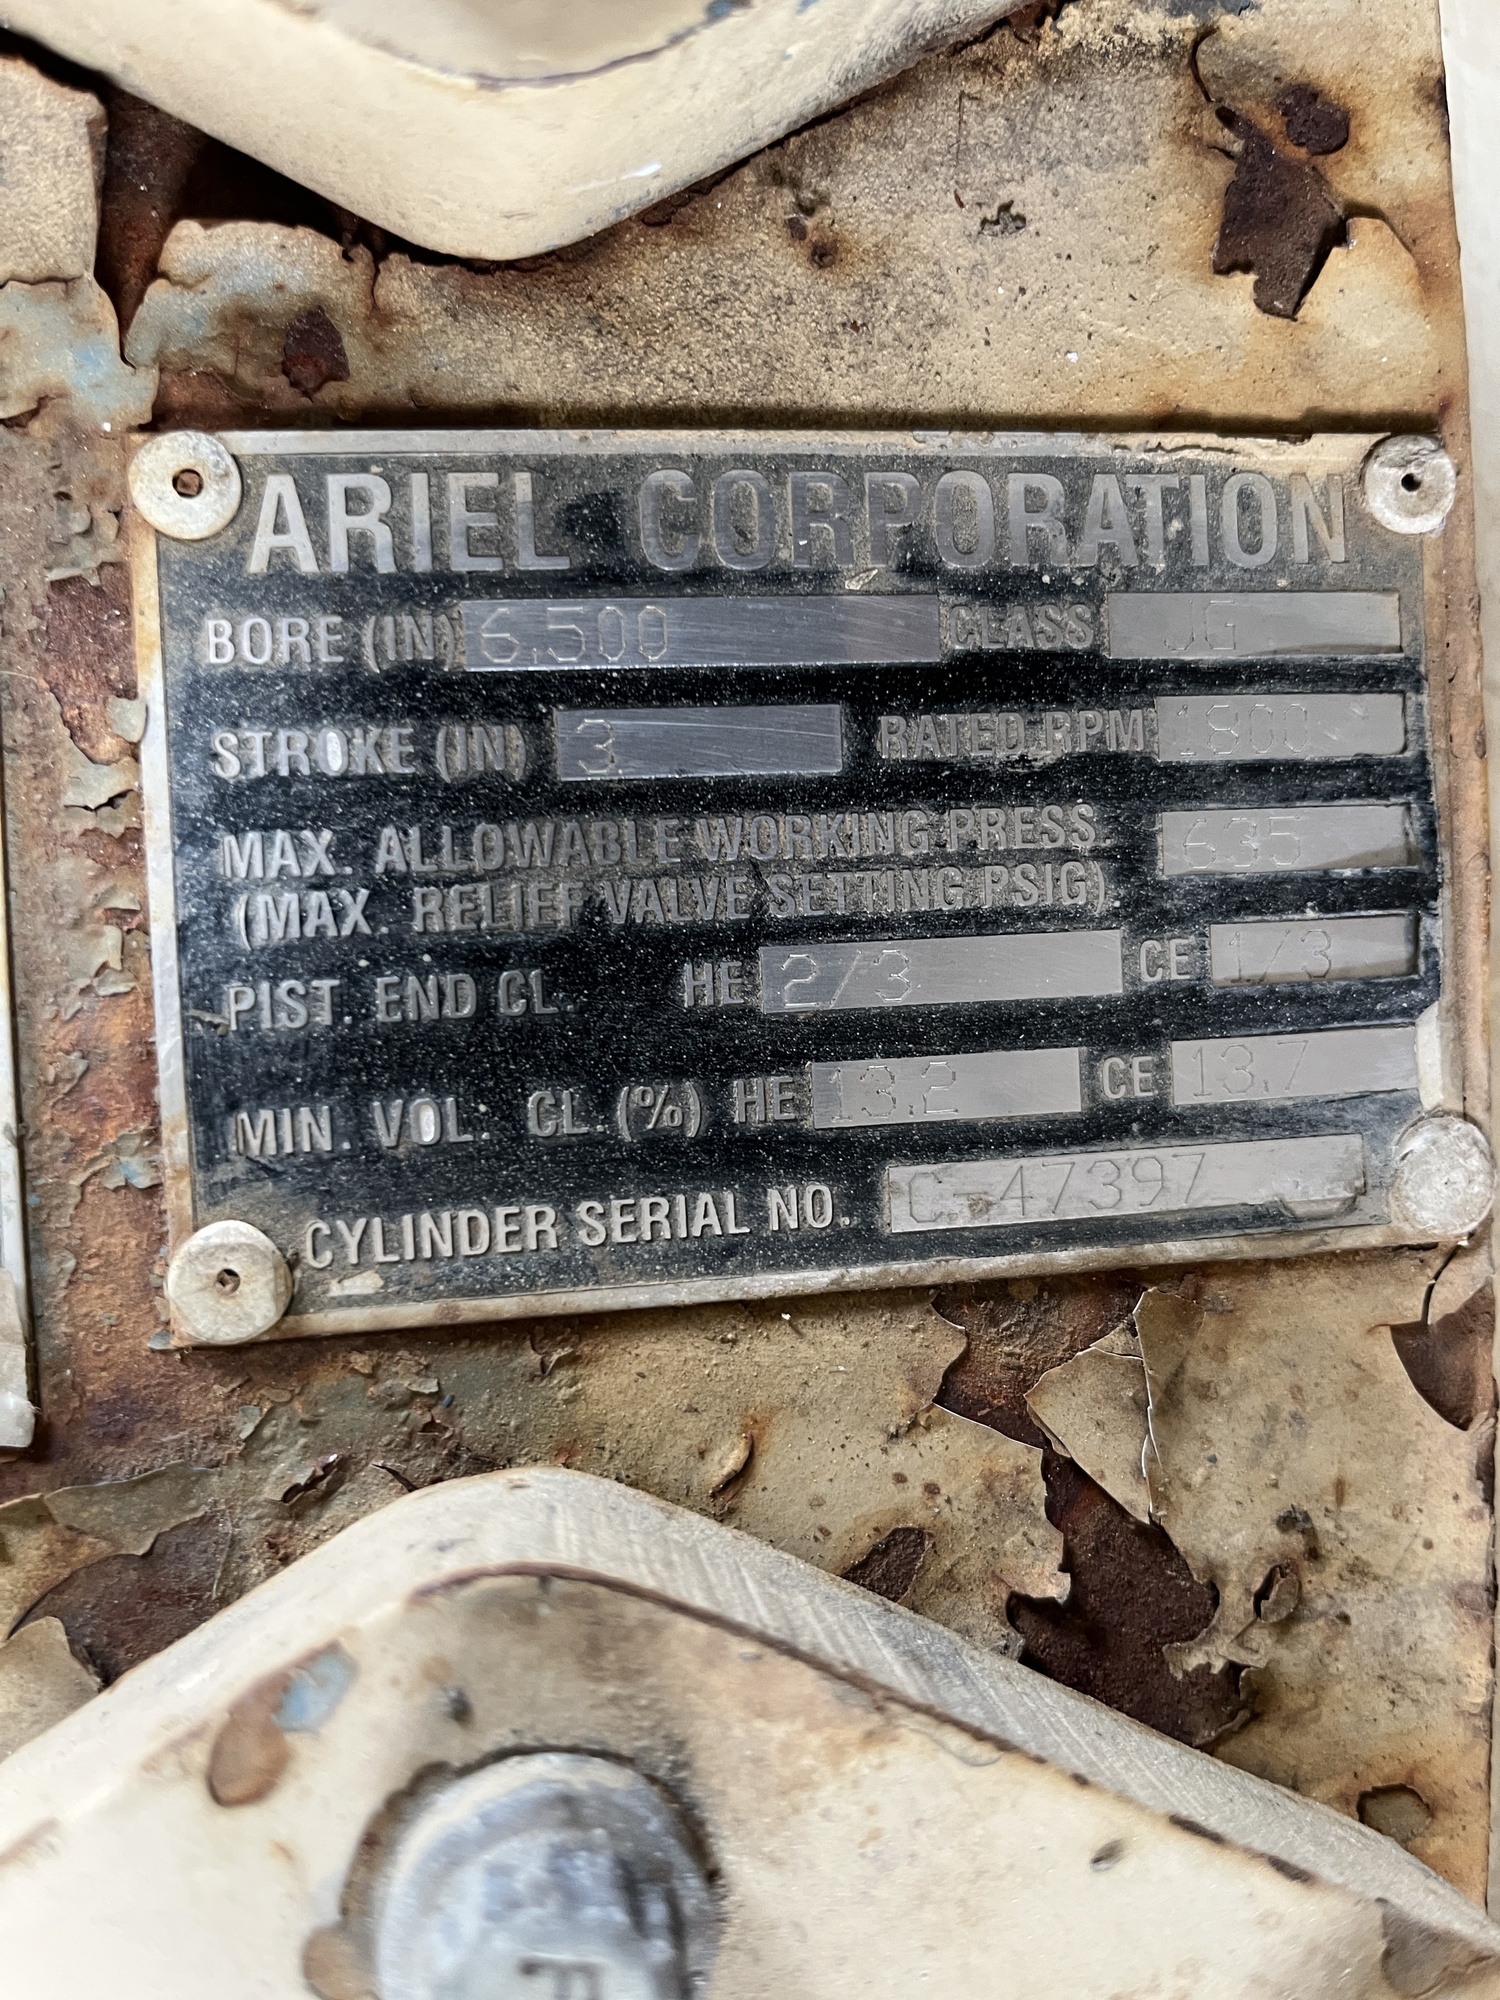 ARIEL CORPORATION
BORE (IN) 6.500 CLASS JG
STROKE (IN) 3 RATED RPM 1800
MAX. ALLOWABLE WORKING PRESS. 635
(MAX. RELIEF VALVE SETTING PSIG)
PIST. END CL. HE 2/3 CE 1/3
MIN. VOL. CL. (%) HE 13.2 CE 13.7
CYLINDER SERIAL NO. C-47397